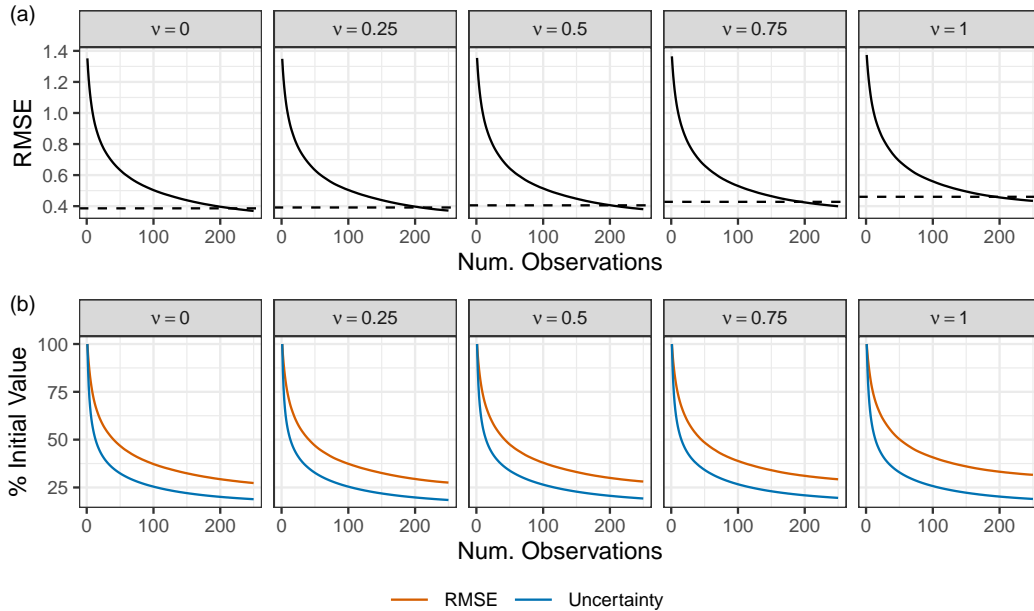 (a)
ν = 0 ν = 0.25 ν = 0.5 ν = 0.75 ν = 1
1.4
1.2
1.0
0.8
0.6
0.4
RMSE
0 100 200 0 100 200 0 100 200 0 100 200 0 100 200
Num. Observations
(b)
ν = 0 ν = 0.25 ν = 0.5 ν = 0.75 ν = 1
100
75
50
25
% Initial Value
0 100 200 0 100 200 0 100 200 0 100 200 0 100 200
Num. Observations
RMSE Uncertainty